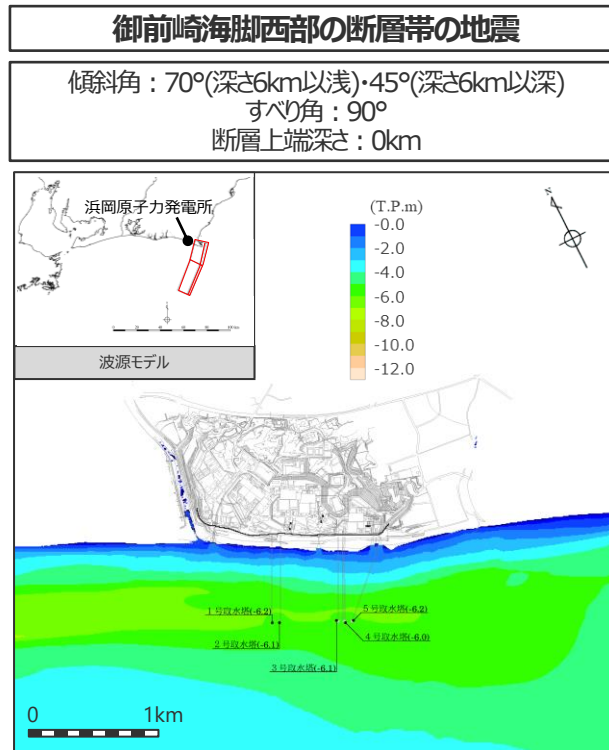 御前崎海脚西部の断層帯の地震
傾斜角：70°(深さ6km以浅)・45°(深さ6km以深)
すべり角：90°
断層上端深さ：0km
浜岡原子力発電所
波源モデル
(T.P.m)
-0.0
-2.0
-4.0
-6.0
-8.0
-10.0
-12.0
N
1号取水塔(-6.2)
2号取水塔(-6.1)
3号取水塔(-6.1)
4号取水塔(-6.0)
5号取水塔(-6.2)
0 1km